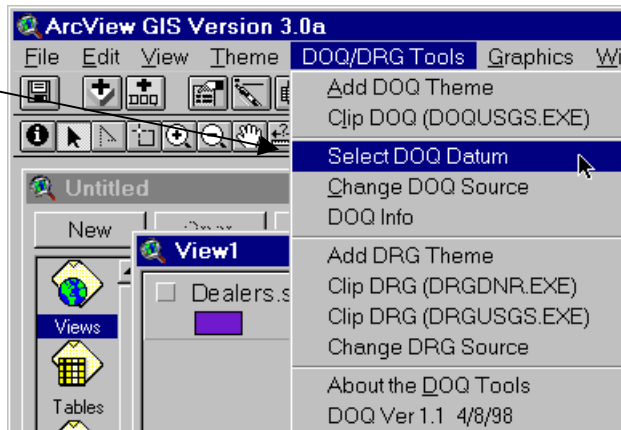 ArcView GIS Version 3.0a
File Edit View Theme DOQ/DRG Tools Graphics
DOQ
Add DOQ Theme
Clip DOQ (DOQUSGS.EXE)
Select DOQ Datum
Change DOQ Source
DOQ Info
Add DRG Theme
Clip DRG (DRGDNR.EXE)
Clip DRG (DRGUSGS.EXE)
Change DRG Source
About the DOQ Tools
DOQ Ver 1.1 4/8/98
Untitled
New
View1
Views
Tables